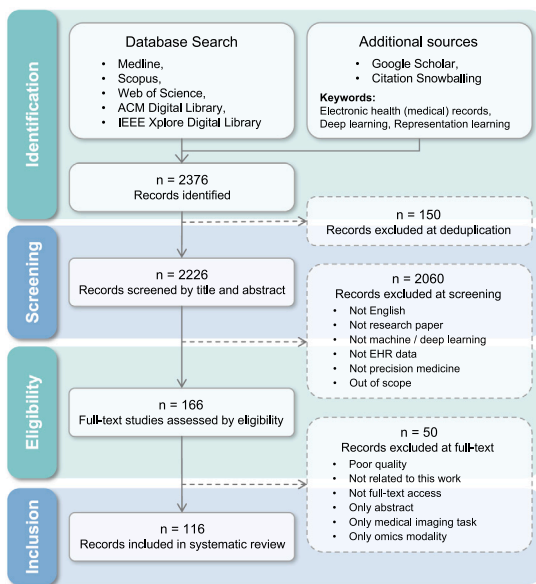 Identification
Database Search
• Medline,
• Scopus,
• Web of Science,
• ACM Digital Library,
• IEEE Xplore Digital Library
Additional sources
• Google Scholar,
• Citation Snowballing
Keywords:
Electronic health (medical) records,
Deep learning, Representation learning
n = 2376
Records identified
n = 150
Records excluded at deduplication
Screening
n = 2226
Records screened by title and abstract
n = 2060
Records excluded at screening
• Not English
• Not research paper
• Not machine / deep learning
• Not EHR data
• Not precision medicine
• Out of scope
Eligibility
n = 166
Full-text studies assessed by eligibility
n = 50
Records excluded at full-text
• Poor quality
• Not related to this work
• Not full-text access
• Only abstract
• Only medical imaging task
• Only omics modality
Inclusion
n = 116
Records included in systematic review